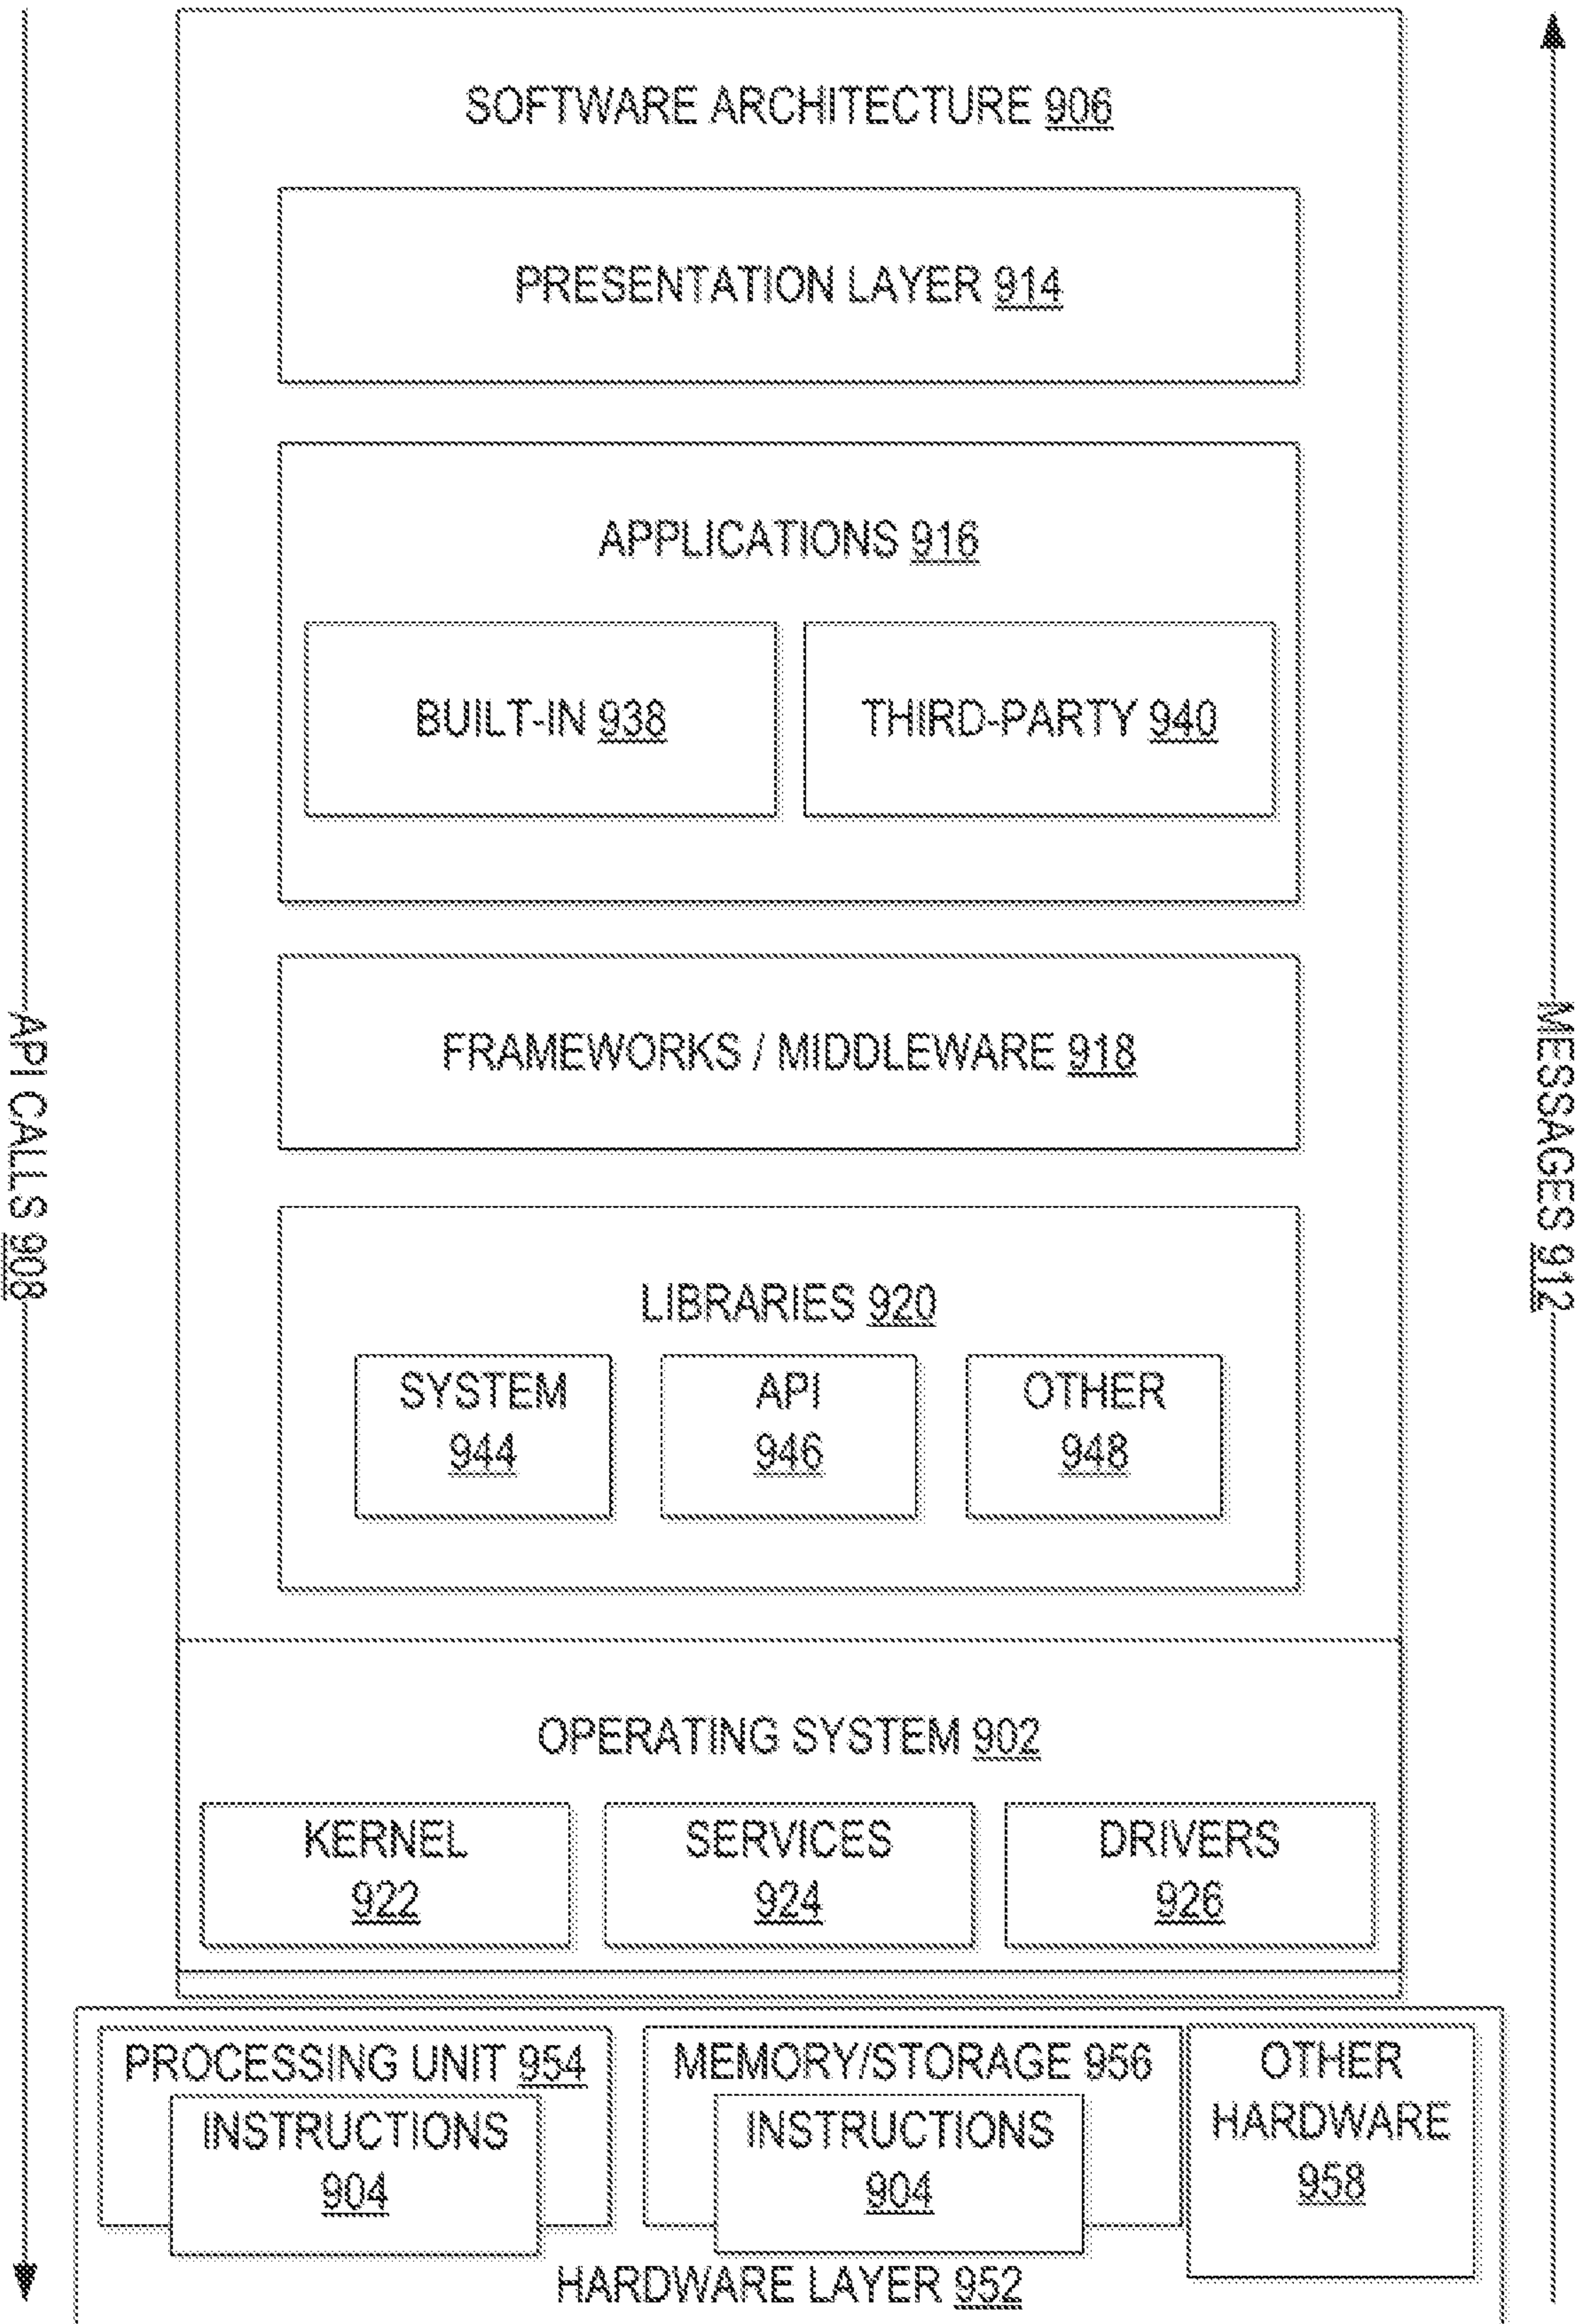 SOFTWARE ARCHITECTURE 906
PRESENTATION LAYER 914
APPLICATIONS 916
BUILT-IN 938
THIRD-PARTY 940
FRAMEWORKS / MIDDLEWARE 918
LIBRARIES 920
SYSTEM
944
API
946
OTHER
948
OPERATING SYSTEM 902
KERNEL
922
SERVICES
924
DRIVERS
926
PROCESSING UNIT 954
INSTRUCTIONS
904
MEMORY/STORAGE 956
INSTRUCTIONS
904
OTHER
HARDWARE
958
HARDWARE LAYER 952
API CALLS 908
MESSAGES 912